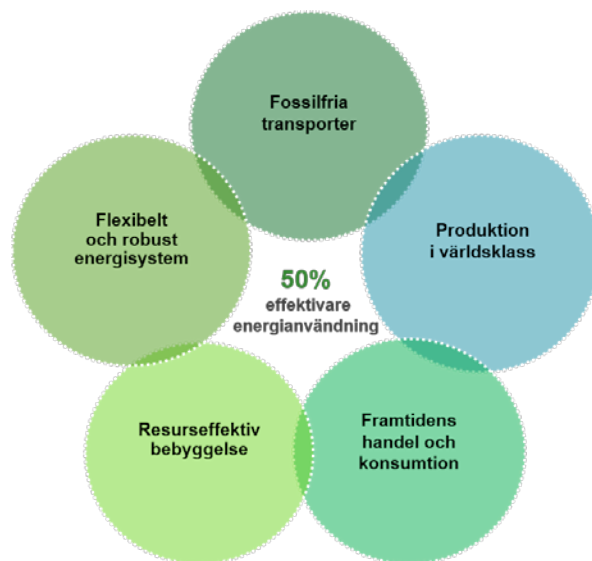 Fossilfria
transporter
Flexibelt
och robust
energisystem
Produktion
i världsklass
50%
effektivare
energianvändning
Resurseffektiv
bebyggelse
Framtidens
handel och
konsumtion